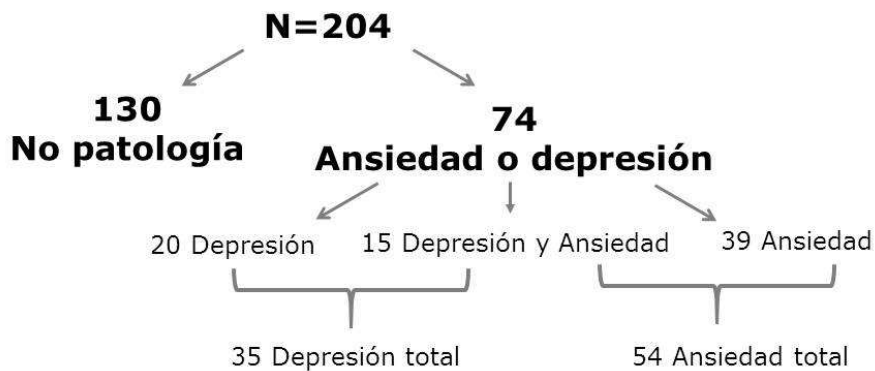 N=204
130
No patología
74
Ansiedad o depresión
20 Depresión
15 Depresión y Ansiedad
39 Ansiedad
35 Depresión total
54 Ansiedad total